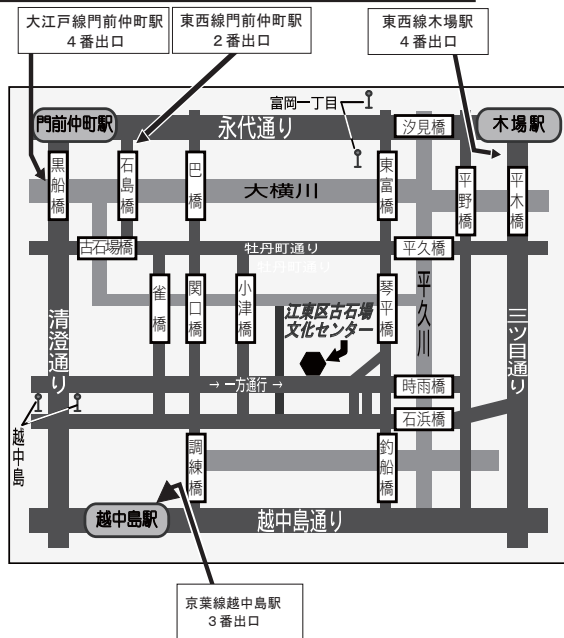 大江戸線門前仲町駅
４番出口
東西線門前仲町駅
２番出口
東西線木場駅
４番出口
富岡一丁目
門前仲町駅
永代通り
汐見橋
木場駅
黒船橋
石島橋
巴橋
大横川
東富橋
平野橋
平木橋
古石場橋
牡丹町通り
牡丹町通り
平久橋
雀橋
関口橋
小津橋
江東区古石場
文化センター
琴平橋
平久川
清澄通り
三ツ目通り
→ 一方通行 →
時雨橋
石浜橋
越中島
調練橋
釣船橋
越中島駅
越中島通り
京葉線越中島駅
３番出口